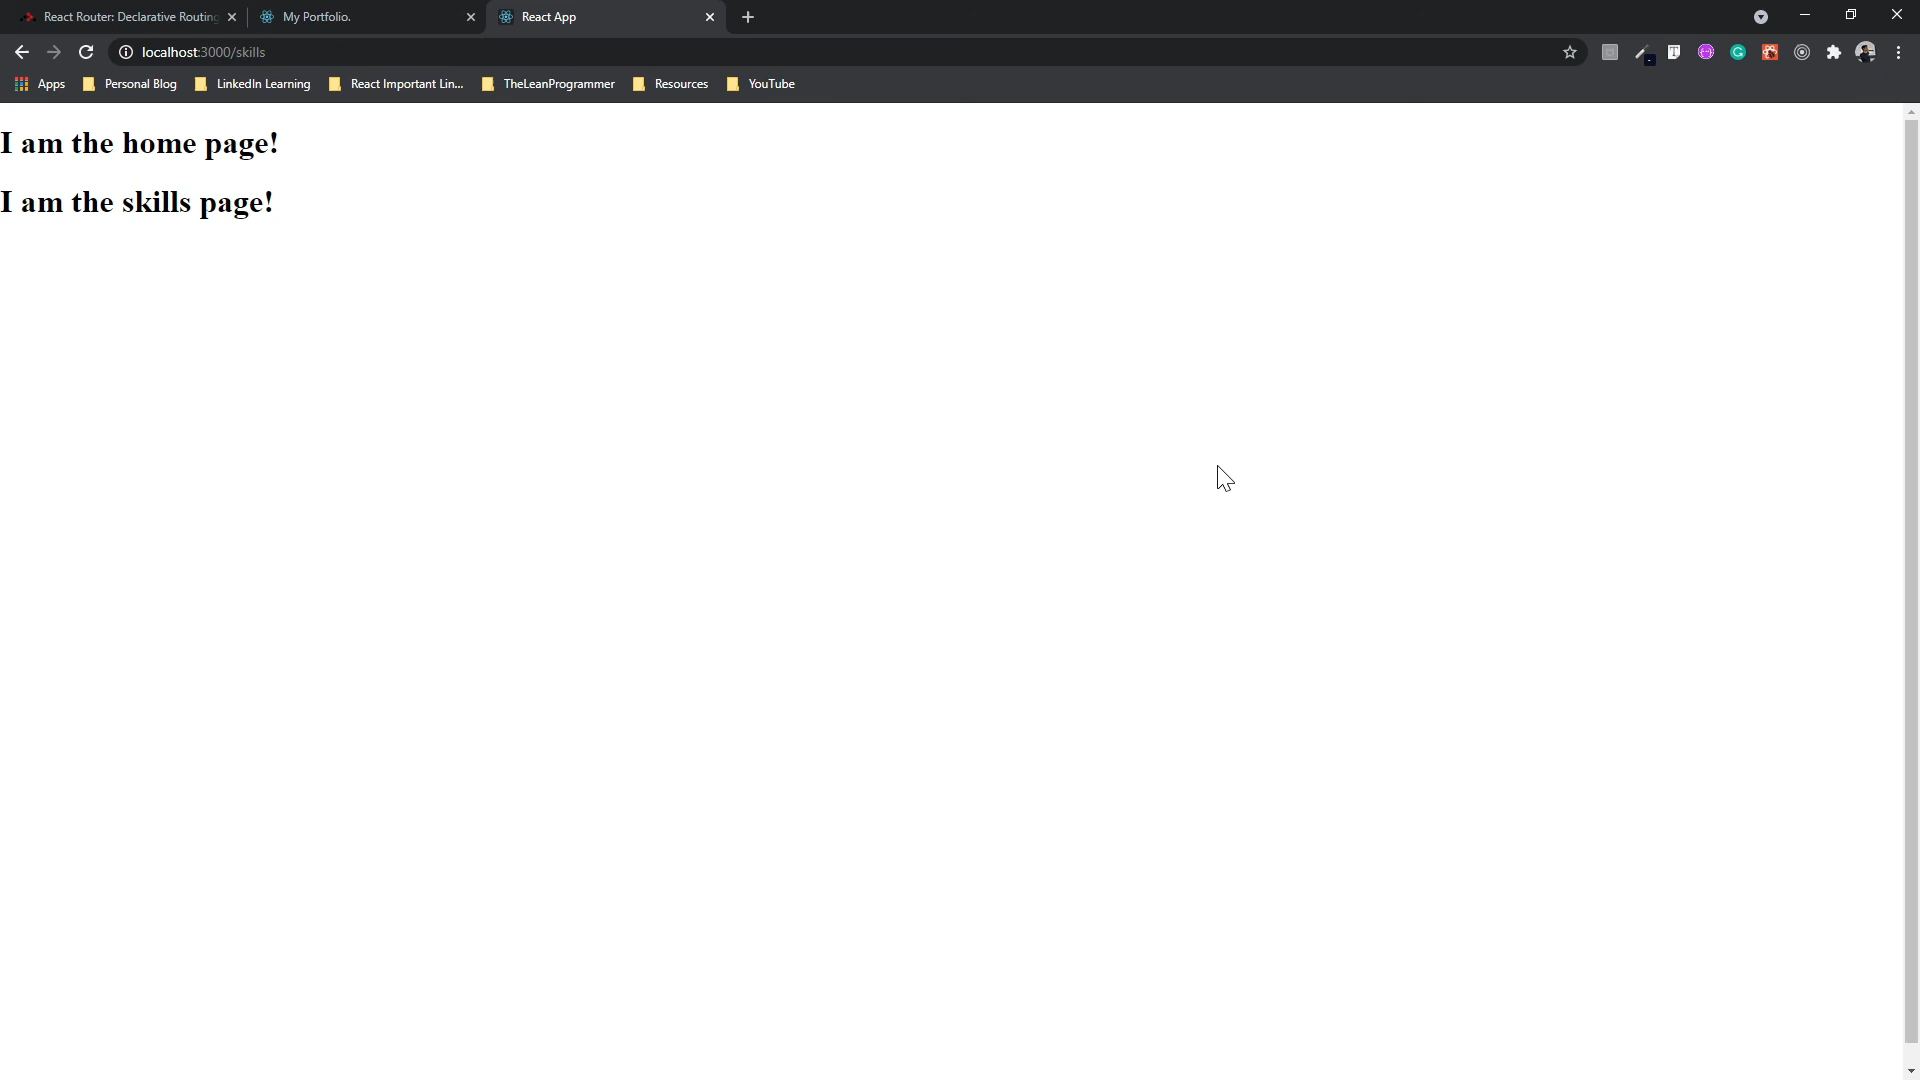 React Router: Declarative Routing
My Portfolio.
React App
localhost:3000/skills
Apps
Personal Blog
LinkedIn Learning
React Important Lin...
TheLeanProgrammer
Resources
YouTube
I am the home page!
I am the skills page!